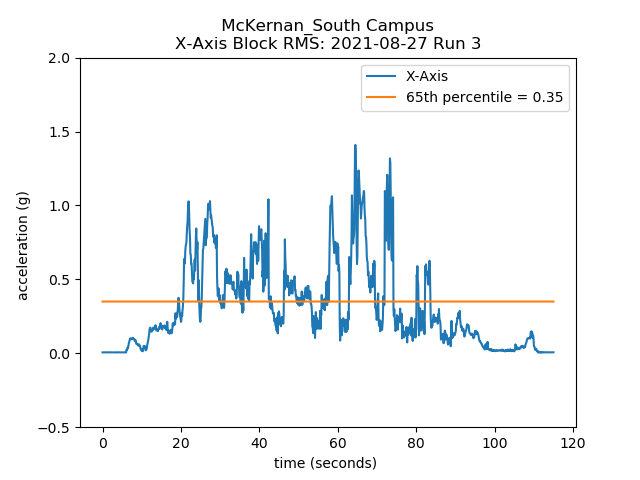 McKernan_South Campus
X-Axis Block RMS: 2021-08-27 Run 3
X-Axis
65th percentile = 0.35
acceleration (g)
2.0
1.5
1.0
0.5
0.0
−0.5
0 20 40 60 80 100 120
time (seconds)